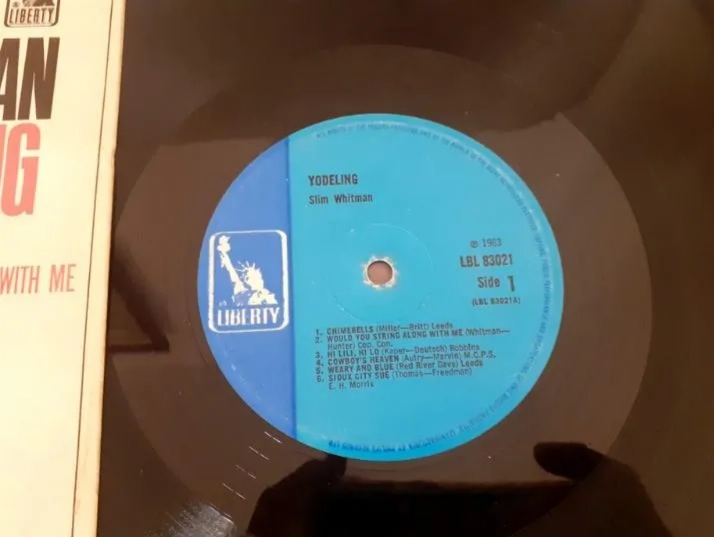 LIBERTY
AN
G
WITH ME
YODELING
Slim Whitman
℗ 1963
LBL 83021
Side 1
(LBL 83021A)
LIBERTY
1. CHIMEBELLS (Miller—Britt) Leeds
2. WOULD YOU STRING ALONG WITH ME (Whitman—
Hunter) Cop. Con.
3. HI LILI, HI LO (Kaper—Deutsch) Robbins
4. COWBOY'S HEAVEN (Autry—Marvin) M.C.P.S.
5. WEARY AND BLUE (Red River Dave) Leeds
6. SIOUX CITY SUE (Thomas—Freedman)
E. H. Morris